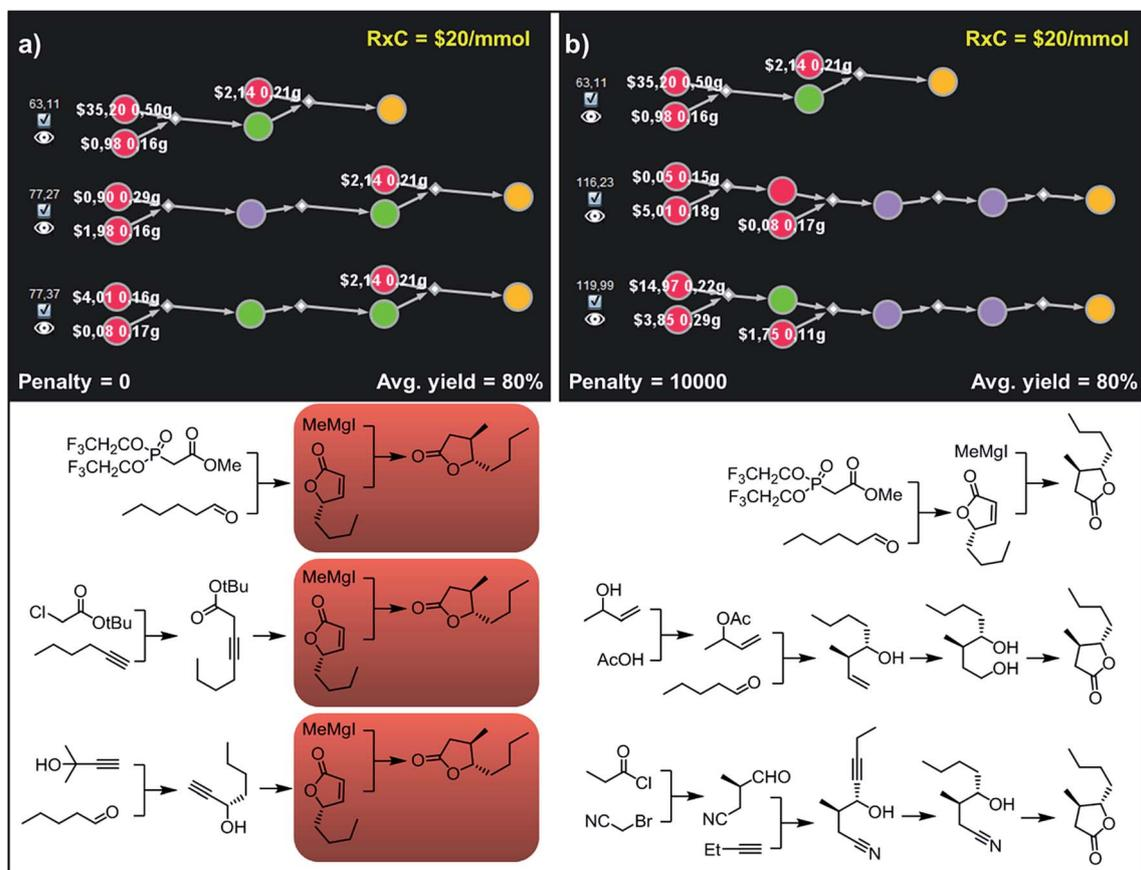 a)
RxC = $20/mmol
63,11
$35,20 0,50g
$0,98 0,16g
$2,14 0,21g
77,27
$0,90 0,29g
$1,98 0,16g
$2,14 0,21g
77,37
$4,01 0,16g
$0,08 0,17g
$2,14 0,21g
Penalty = 0
Avg. yield = 80%
b)
RxC = $20/mmol
63,11
$35,20 0,50g
$0,98 0,16g
$2,14 0,21g
116,23
$0,05 0,15g
$5,01 0,18g
$0,08 0,17g
119,99
$14,97 0,22g
$3,85 0,29g
$1,75 0,11g
Penalty = 10000
Avg. yield = 80%
F₃CH₂CO O O
F₃CH₂CO P OMe
O
MeMgI
O
O
O O
Cl O
OtBu
OtBu
O
MeMgI
O
O
O O
HO
O
OH
MeMgI
O
O
O O
F₃CH₂CO O O
F₃CH₂CO P OMe
O
MeMgI
O
O
O
O
OH
AcOH
OAc
O
OH
OH
OH
O
O
O
Cl
NC Br
CHO
NC
Et
OH
N
OH
N
O
O